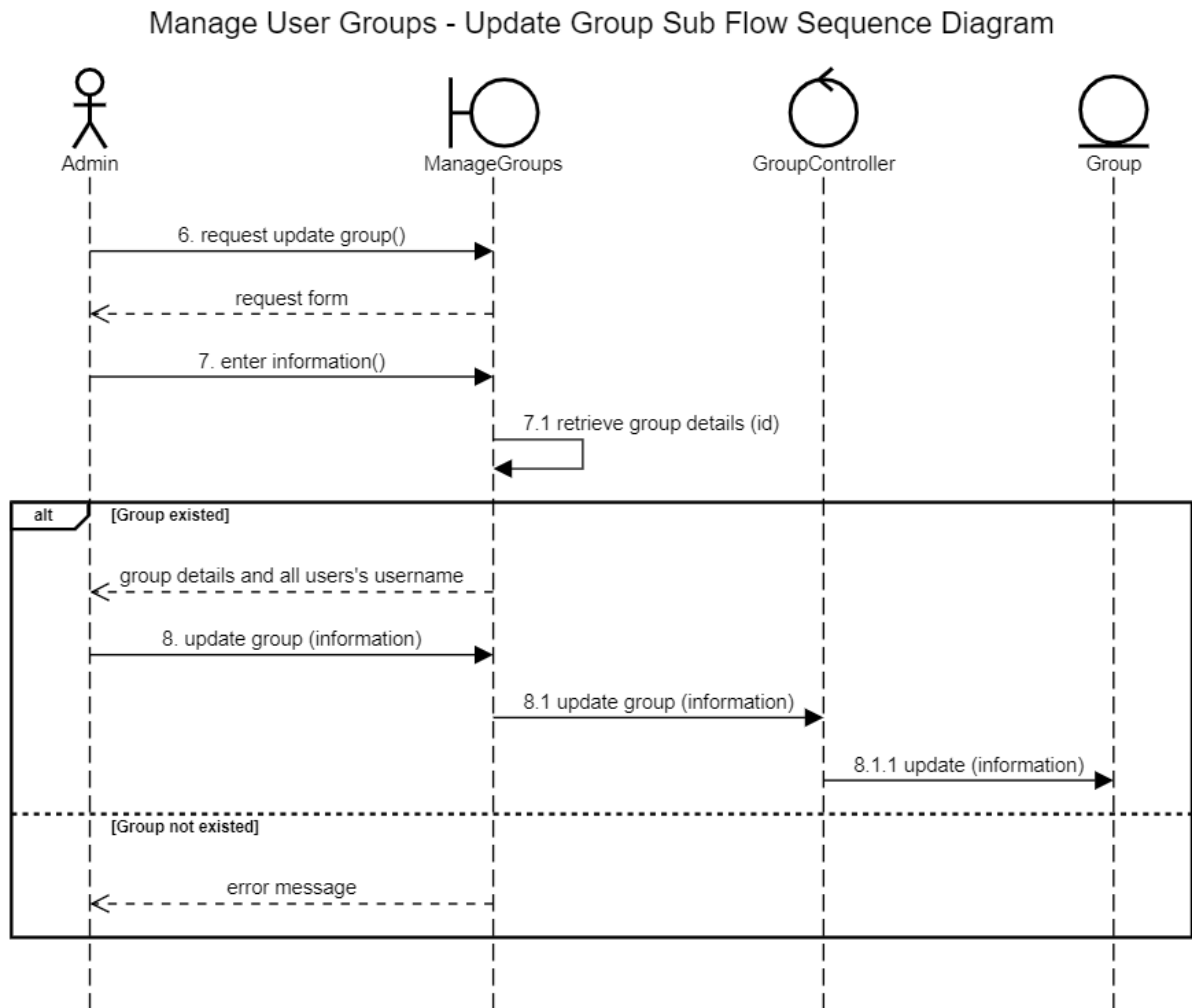 Manage User Groups - Update Group Sub Flow Sequence Diagram
Admin
ManageGroups
GroupController
Group
6. request update group()
request form
7. enter information()
7.1 retrieve group details (id)
alt
[Group existed]
group details and all users's username
8. update group (information)
8.1 update group (information)
8.1.1 update (information)
[Group not existed]
error message